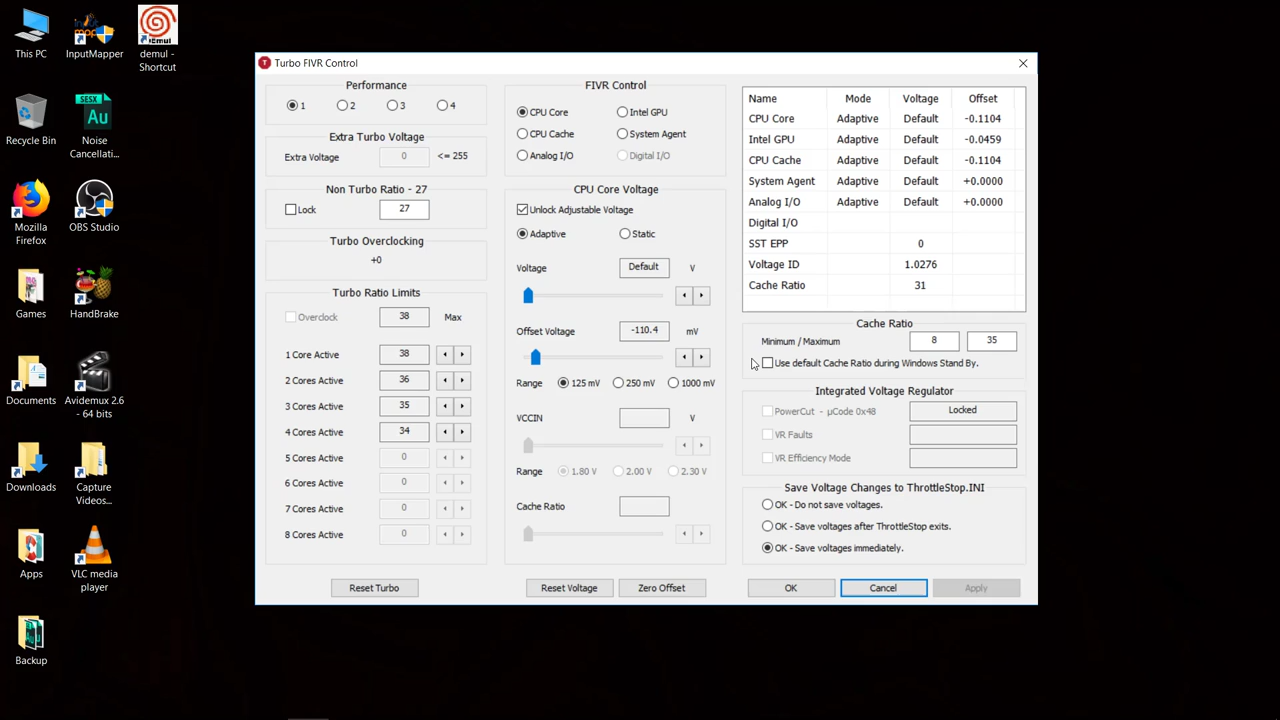 This PC
InputMapper
demul -
Shortcut
Recycle Bin
Noise
Cancellati...
Mozilla
Firefox
OBS Studio
Games
HandBrake
Documents
Avidemux 2.6
- 64 bits
Downloads
Capture
Videos...
Apps
VLC media
player
Backup
Turbo FIVR Control
Performance
1 2 3 4
Extra Turbo Voltage
Extra Voltage 0 <= 255
Non Turbo Ratio - 27
Lock 27
Turbo Overclocking
+0
Turbo Ratio Limits
Overclock 38 Max
1 Core Active 38
2 Cores Active 36
3 Cores Active 35
4 Cores Active 34
5 Cores Active 0
6 Cores Active 0
7 Cores Active 0
8 Cores Active 0
Reset Turbo
FIVR Control
CPU Core Intel GPU
CPU Cache System Agent
Analog I/O Digital I/O
CPU Core Voltage
Unlock Adjustable Voltage
Adaptive Static
Voltage Default V
Offset Voltage -110.4 mV
Range 125 mV 250 mV 1000 mV
VCCIN V
Range 1.80 V 2.00 V 2.30 V
Cache Ratio
Reset Voltage Zero Offset
Name Mode Voltage Offset
CPU Core Adaptive Default -0.1104
Intel GPU Adaptive Default -0.0459
CPU Cache Adaptive Default -0.1104
System Agent Adaptive Default +0.0000
Analog I/O Adaptive Default +0.0000
Digital I/O
SST EPP 0
Voltage ID 1.0276
Cache Ratio 31
Cache Ratio
Minimum / Maximum 8 35
Use default Cache Ratio during Windows Stand By.
Integrated Voltage Regulator
PowerCut - µCode 0x48 Locked
VR Faults
VR Efficiency Mode
Save Voltage Changes to ThrottleStop.INI
OK - Do not save voltages.
OK - Save voltages after ThrottleStop exits.
OK - Save voltages immediately.
OK Cancel Apply